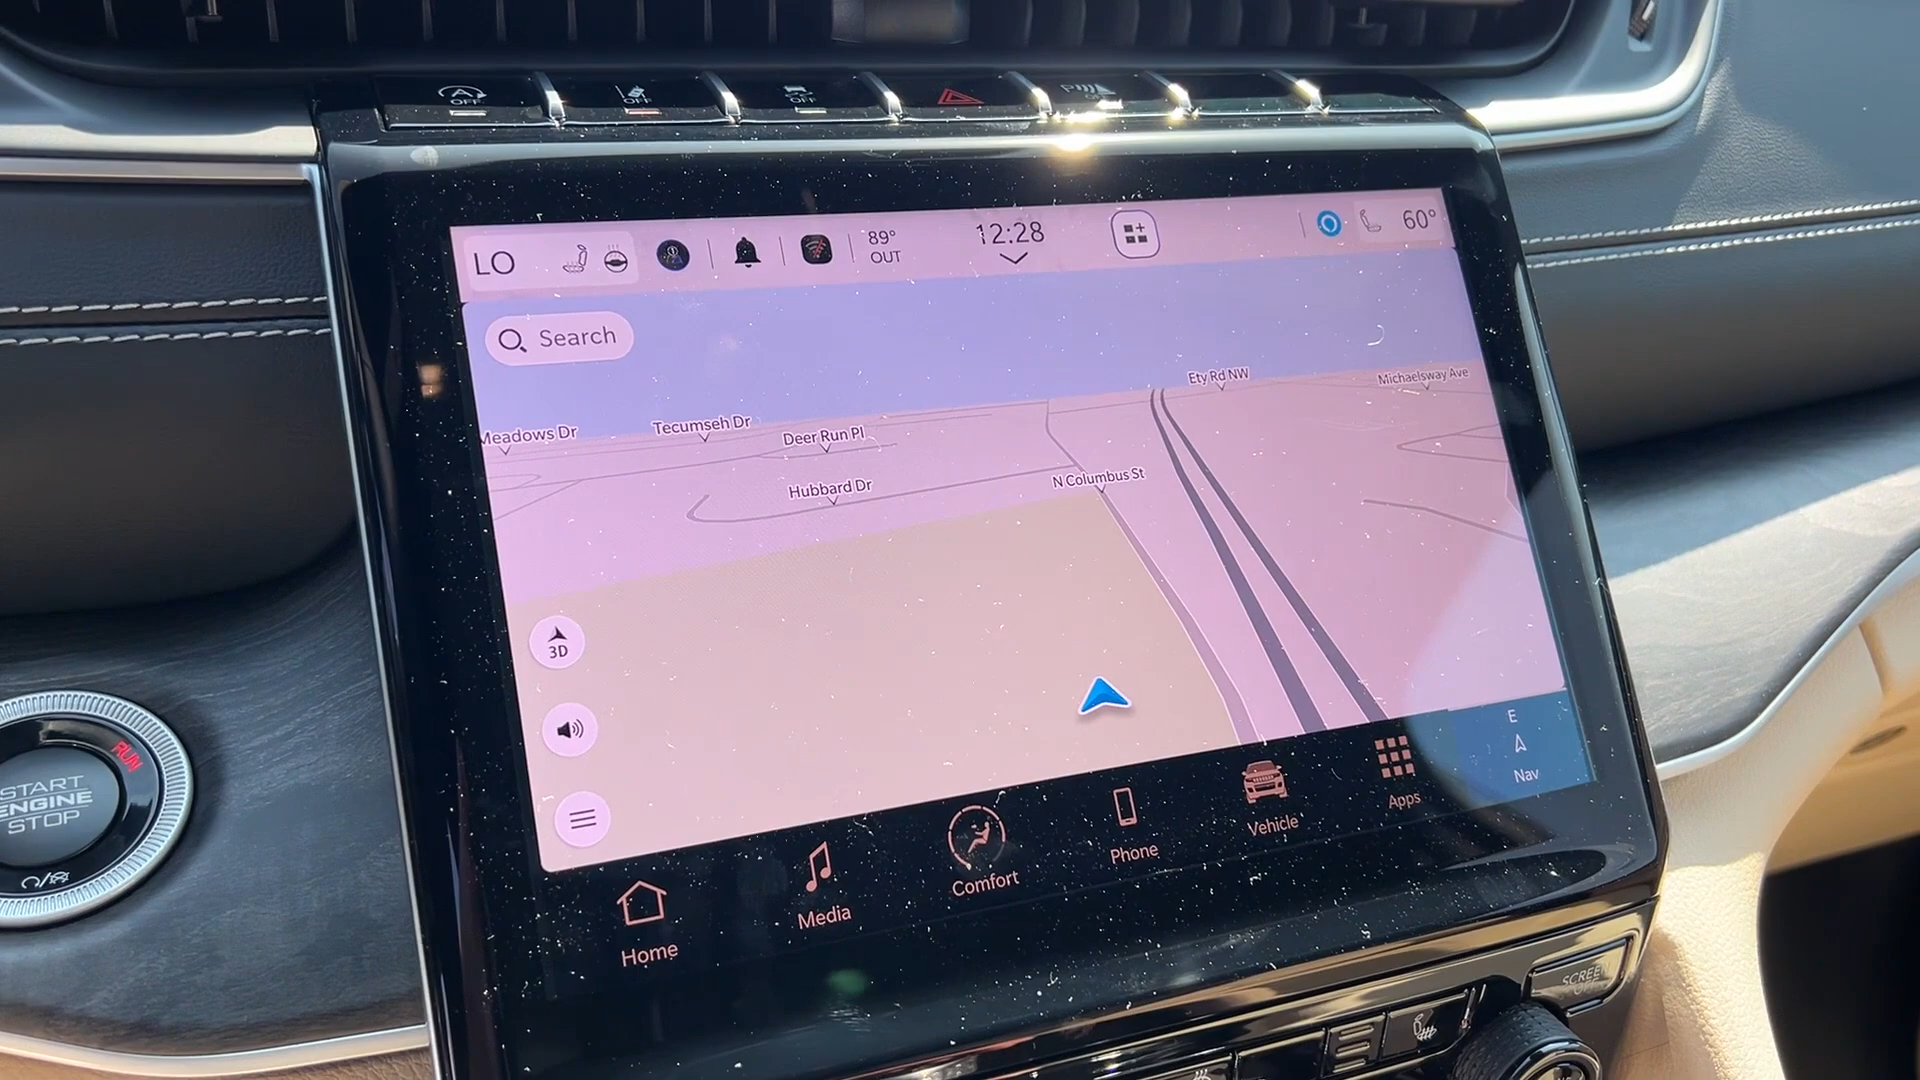 OFF
OFF
OFF
LO
89°
OUT
12:28
60°
Search
Ety Rd NW
Michaelsway Ave
Meadows Dr
Tecumseh Dr
Deer Run Pl
Hubbard Dr
N Columbus St
3D
E
Nav
Home
Media
Comfort
Phone
Vehicle
Apps
RUN
START
ENGINE
STOP
SCREEN
OFF